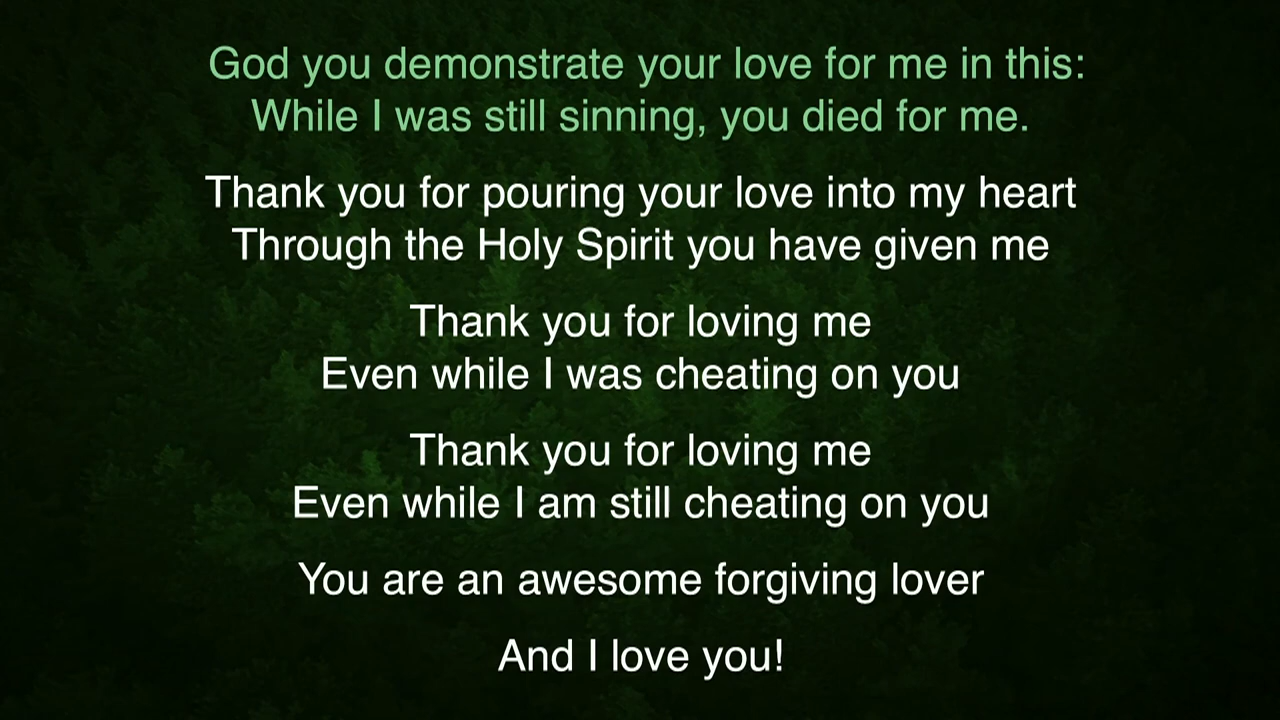 God you demonstrate your love for me in this:
While I was still sinning, you died for me.
Thank you for pouring your love into my heart
Through the Holy Spirit you have given me
Thank you for loving me
Even while I was cheating on you
Thank you for loving me
Even while I am still cheating on you
You are an awesome forgiving lover
And I love you!